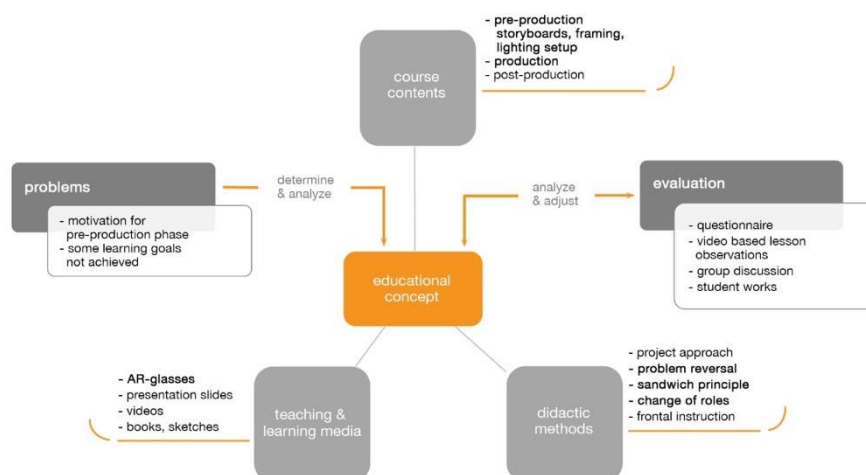 - pre-production
storyboards, framing,
lighting setup
- production
- post-production
course
contents
problems
- motivation for
pre-production phase
- some learning goals
not achieved
determine
& analyze
analyze
& adjust
evaluation
- questionnaire
- video based lesson
observations
- group discussion
- student works
educational
concept
- AR-glasses
- presentation slides
- videos
- books, sketches
teaching &
learning media
didactic
methods
- project approach
- problem reversal
- sandwich principle
- change of roles
- frontal instruction